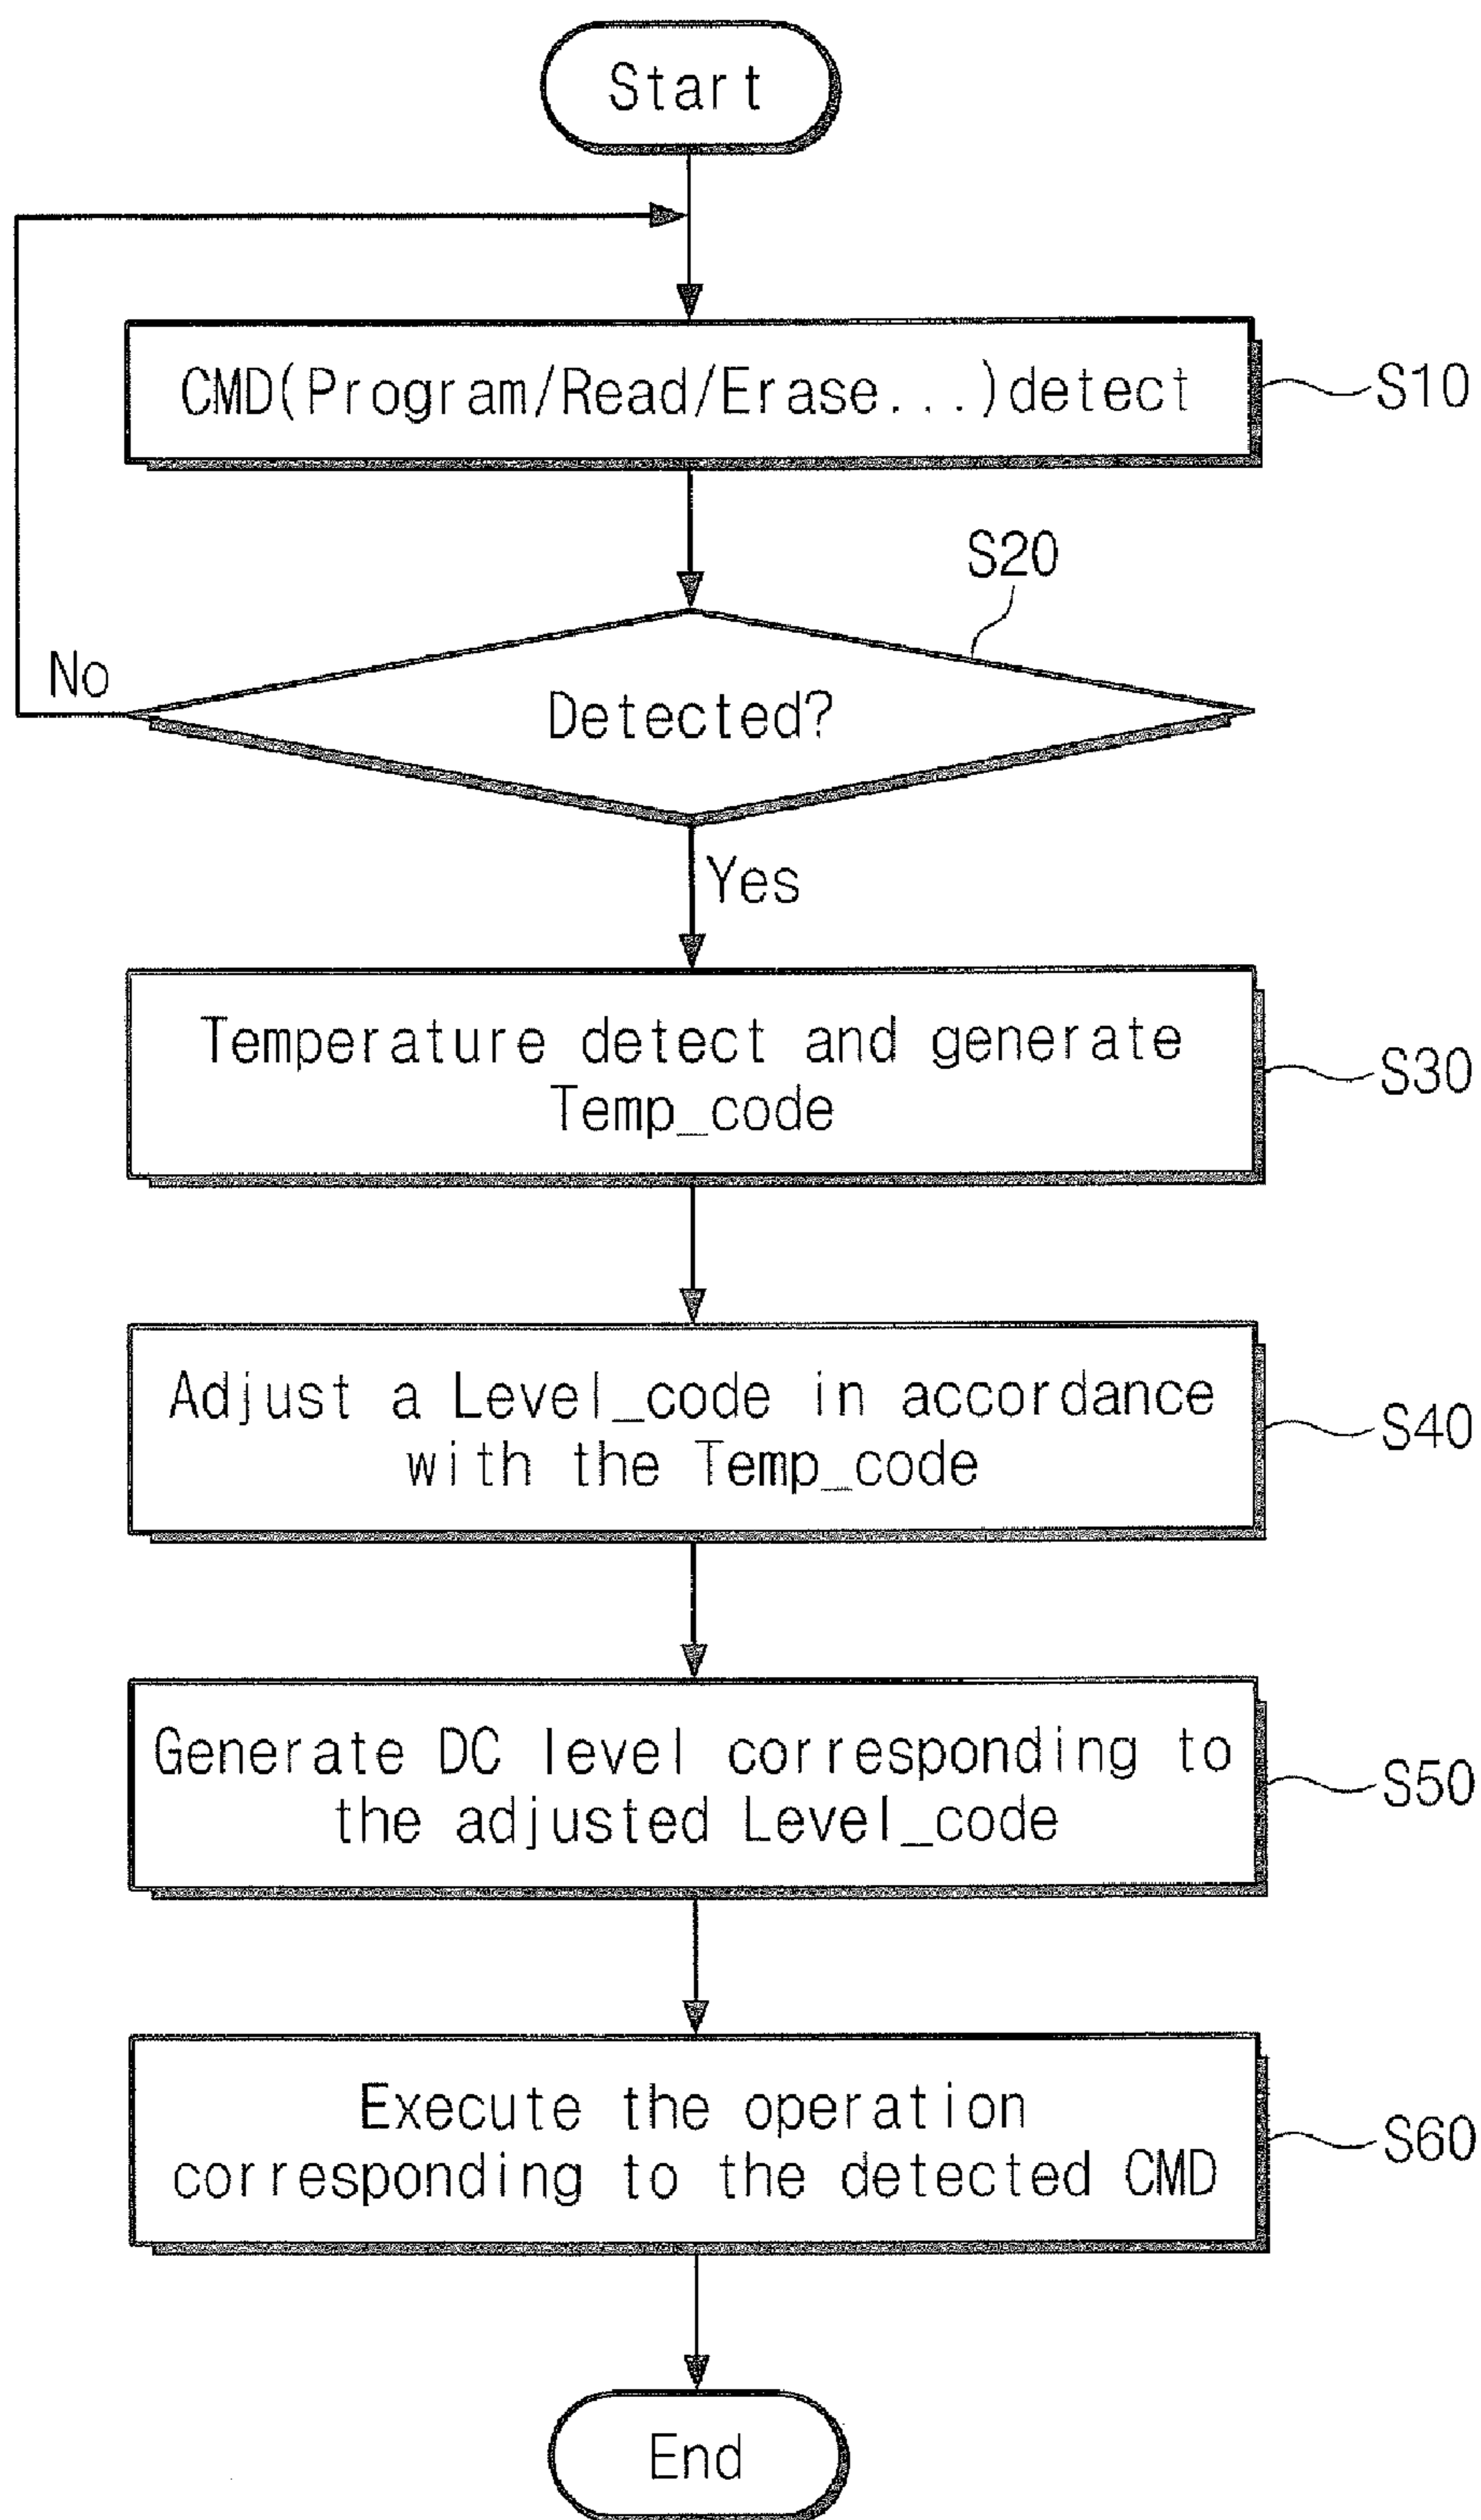 Start
CMD(Program/Read/Erase...)detect
S10
S20
No
Detected?
Yes
Temperature detect and generate
Temp_code
S30
Adjust a Level_code in accordance
with the Temp_code
S40
Generate DC level corresponding to
the adjusted Level_code
S50
Execute the operation
corresponding to the detected CMD
S60
End